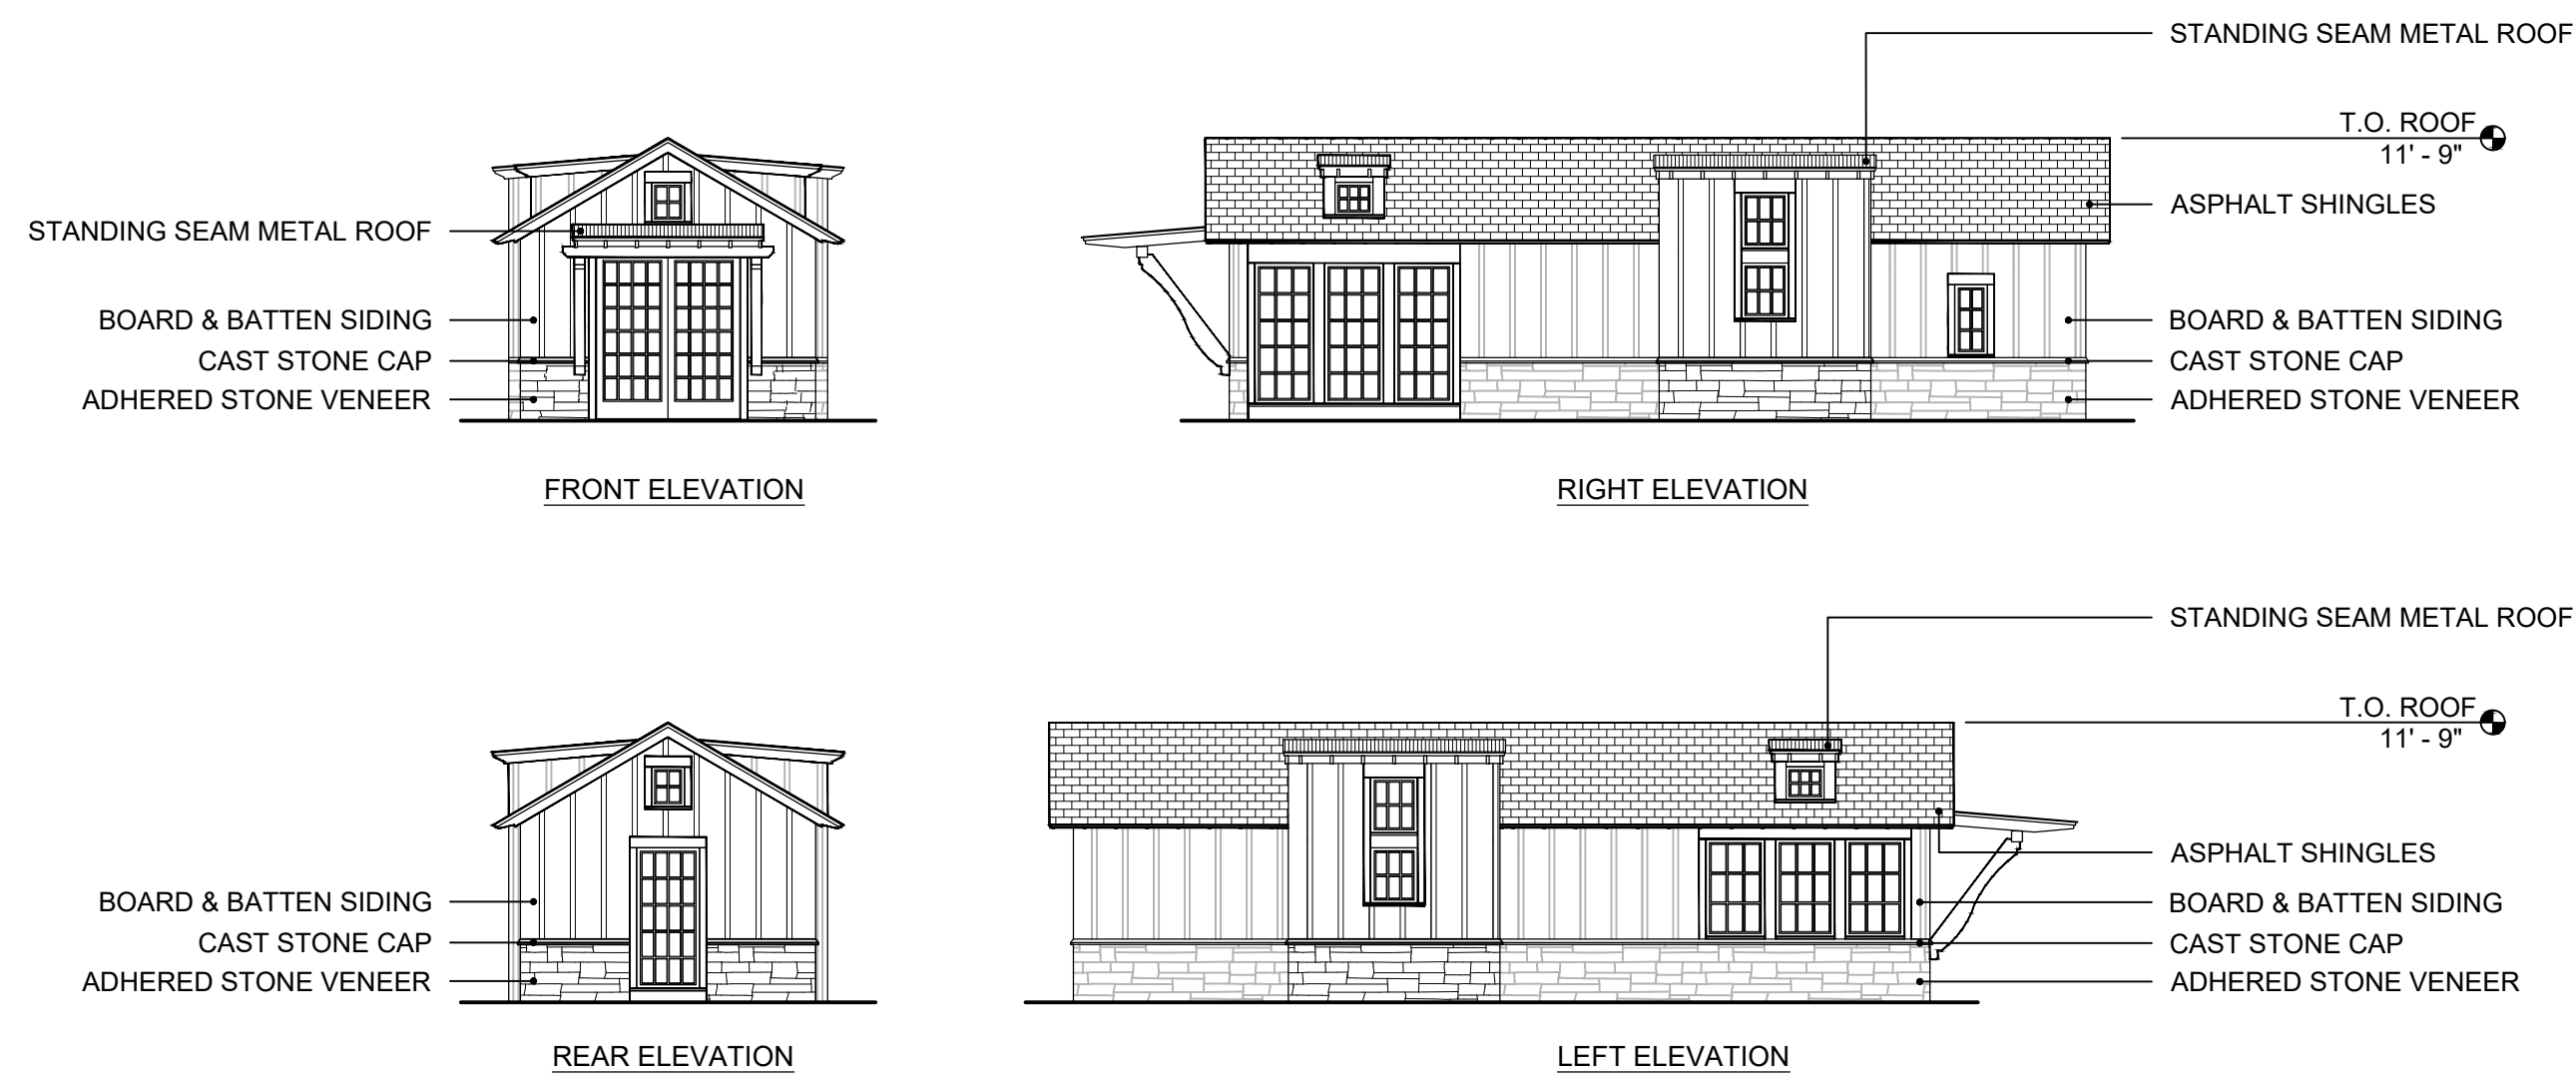 STANDING SEAM METAL ROOF
BOARD & BATTEN SIDING
CAST STONE CAP
ADHERED STONE VENEER
FRONT ELEVATION
STANDING SEAM METAL ROOF
T.O. ROOF
11' - 9"
ASPHALT SHINGLES
BOARD & BATTEN SIDING
CAST STONE CAP
ADHERED STONE VENEER
RIGHT ELEVATION
BOARD & BATTEN SIDING
CAST STONE CAP
ADHERED STONE VENEER
REAR ELEVATION
STANDING SEAM METAL ROOF
T.O. ROOF
11' - 9"
ASPHALT SHINGLES
BOARD & BATTEN SIDING
CAST STONE CAP
ADHERED STONE VENEER
LEFT ELEVATION